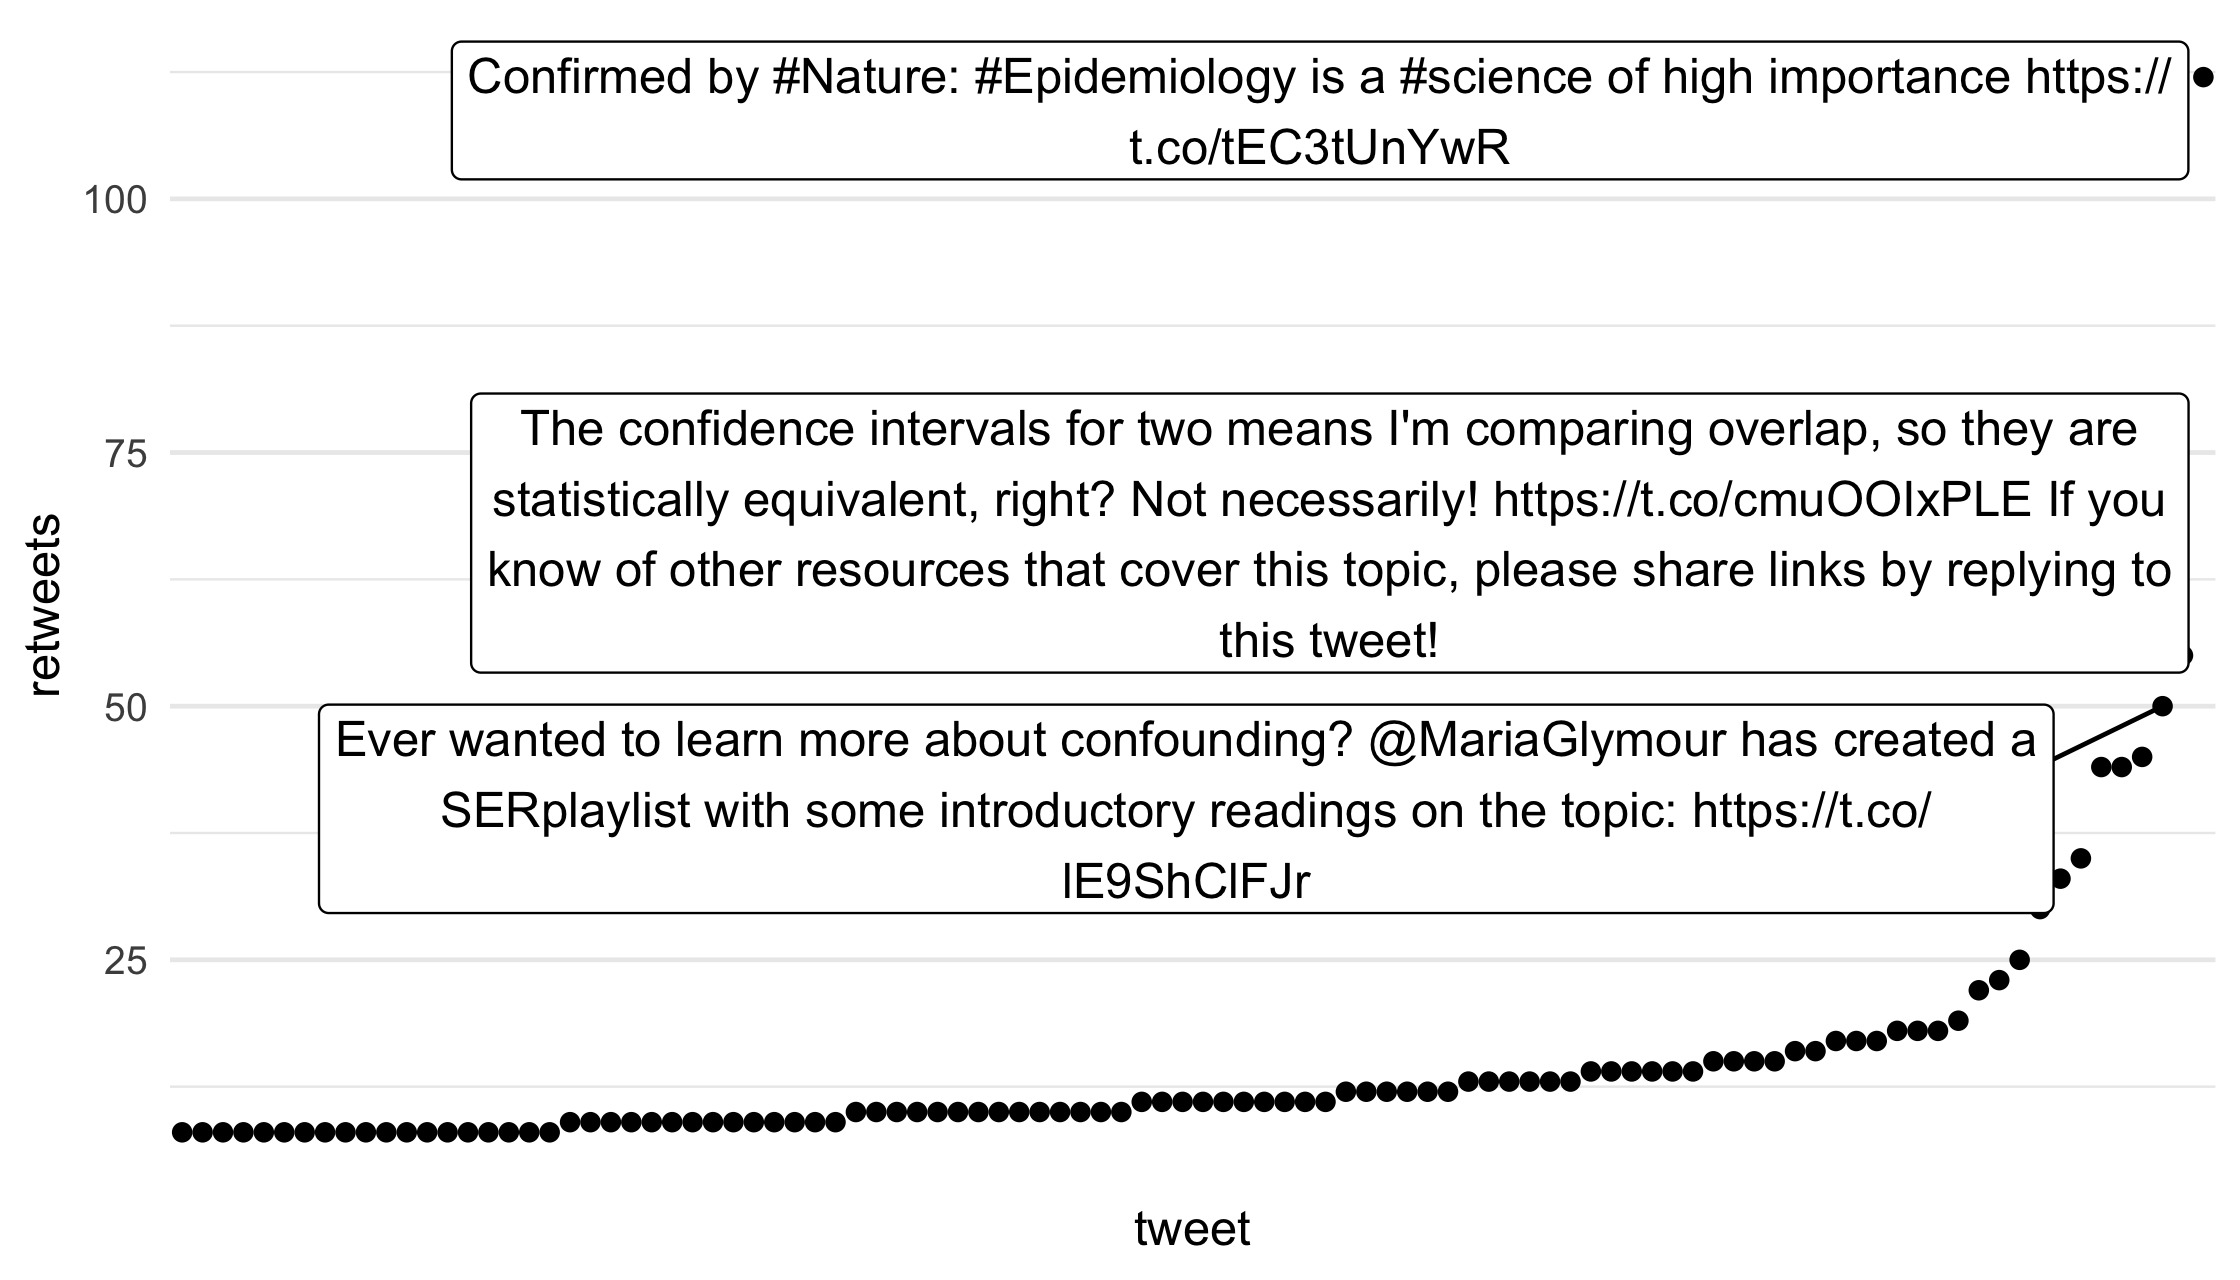 Confirmed by #Nature: #Epidemiology is a #science of high importance https://
t.co/tEC3tUnYwR
100
The confidence intervals for two means I'm comparing overlap, so they are
75
statistically equivalent, right? Not necessarily! https://t.co/cmuOOIxPLE If you
know of other resources that cover this topic, please share links by replying to
this tweet!
retweets
50
Ever wanted to learn more about confounding? @MariaGlymour has created a
SERplaylist with some introductory readings on the topic: https://t.co/
lE9ShClFJr
25
tweet